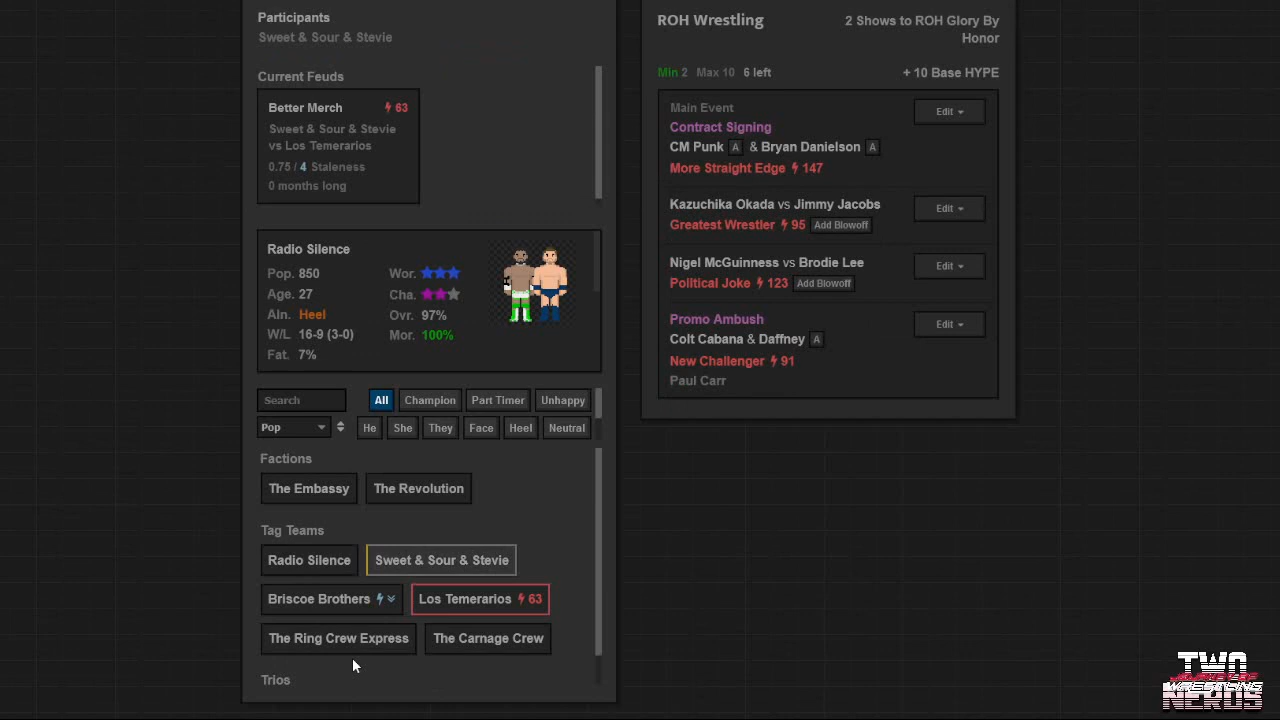 Participants
Sweet & Sour & Stevie
Current Feuds
Better Merch 63
Sweet & Sour & Stevie
vs Los Temerarios
0.75 / 4 Staleness
0 months long
Radio Silence
Pop. 850
Wor.
Age. 27
Cha.
Aln. Heel
Ovr. 97%
W/L 16-9 (3-0)
Mor. 100%
Fat. 7%
Search
All Champion Part Timer Unhappy
Pop He She They Face Heel Neutral
Factions
The Embassy The Revolution
Tag Teams
Radio Silence Sweet & Sour & Stevie
Briscoe Brothers Los Temerarios 63
The Ring Crew Express The Carnage Crew
Trios
ROH Wrestling
2 Shows to ROH Glory By
Honor
Min 2 Max 10 6 left + 10 Base HYPE
Main Event Edit
Contract Signing
CM Punk A & Bryan Danielson A
More Straight Edge 147
Kazuchika Okada vs Jimmy Jacobs Edit
Greatest Wrestler 95 Add Blowoff
Nigel McGuinness vs Brodie Lee Edit
Political Joke 123 Add Blowoff
Promo Ambush Edit
Colt Cabana & Daffney A
New Challenger 91
Paul Carr
TWO
WRESTLING
NERDS